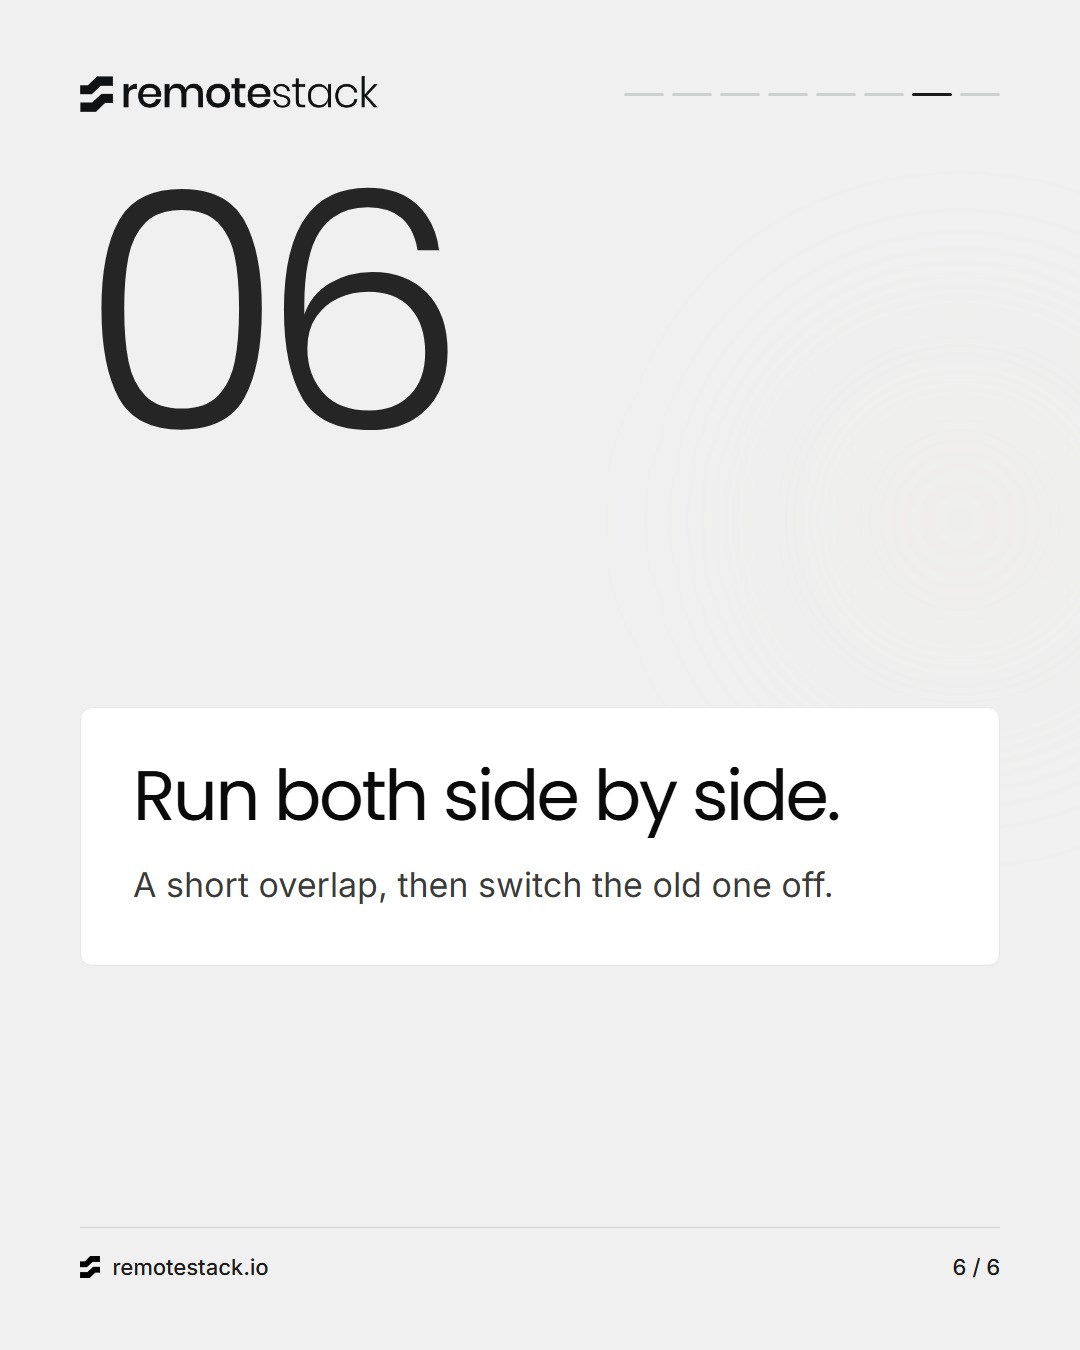 remotestack
06
Run both side by side.
A short overlap, then switch the old one off.
remotestack.io
6 / 6